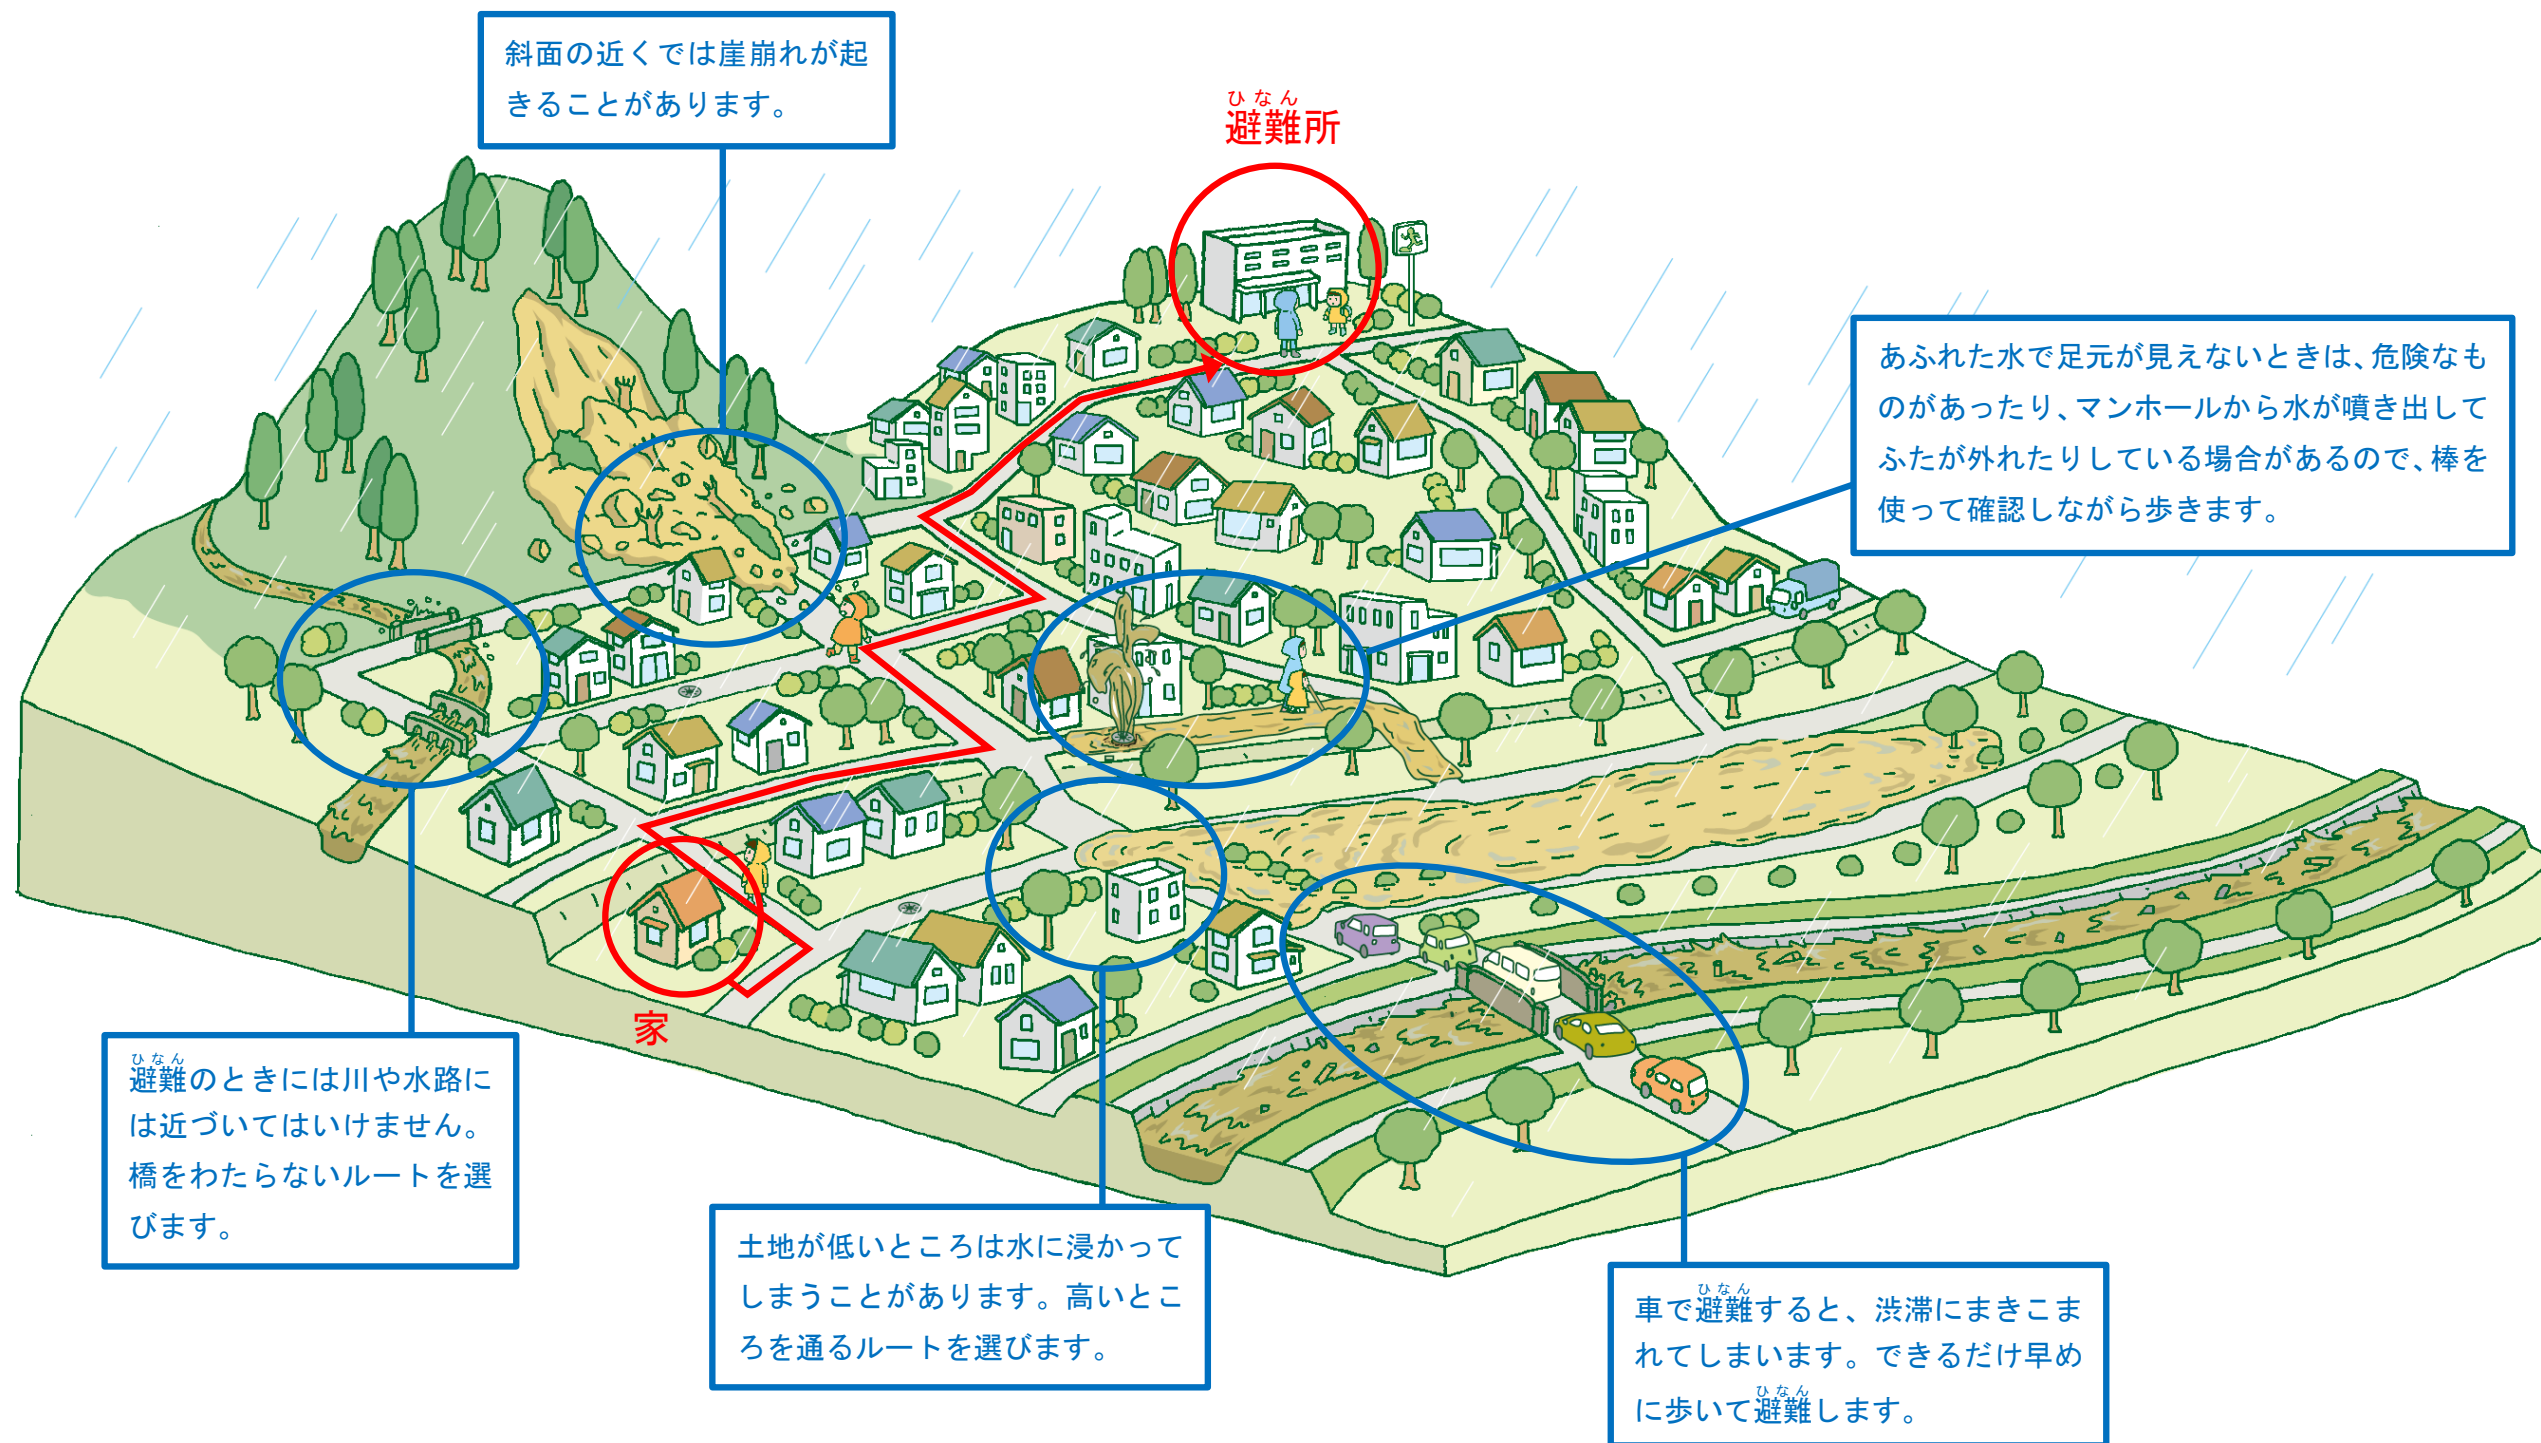 斜面の近くでは崖崩れが起
きることがあります。
ひなん
避難所
あふれた水で足元が見えないときは、危険なも
のがあったり、マンホールから水が噴き出して
ふたが外れたりしている場合があるので、棒を
使って確認しながら歩きます。
家
ひなん
避難のときには川や水路に
は近づいてはいけません。
橋をわたらないルートを選
びます。
土地が低いところは水に浸かって
しまうことがあります。高いとこ
ろを通るルートを選びます。
ひなん
車で避難すると、渋滞にまきこま
れてしまいます。できるだけ早め
ひなん
に歩いて避難します。